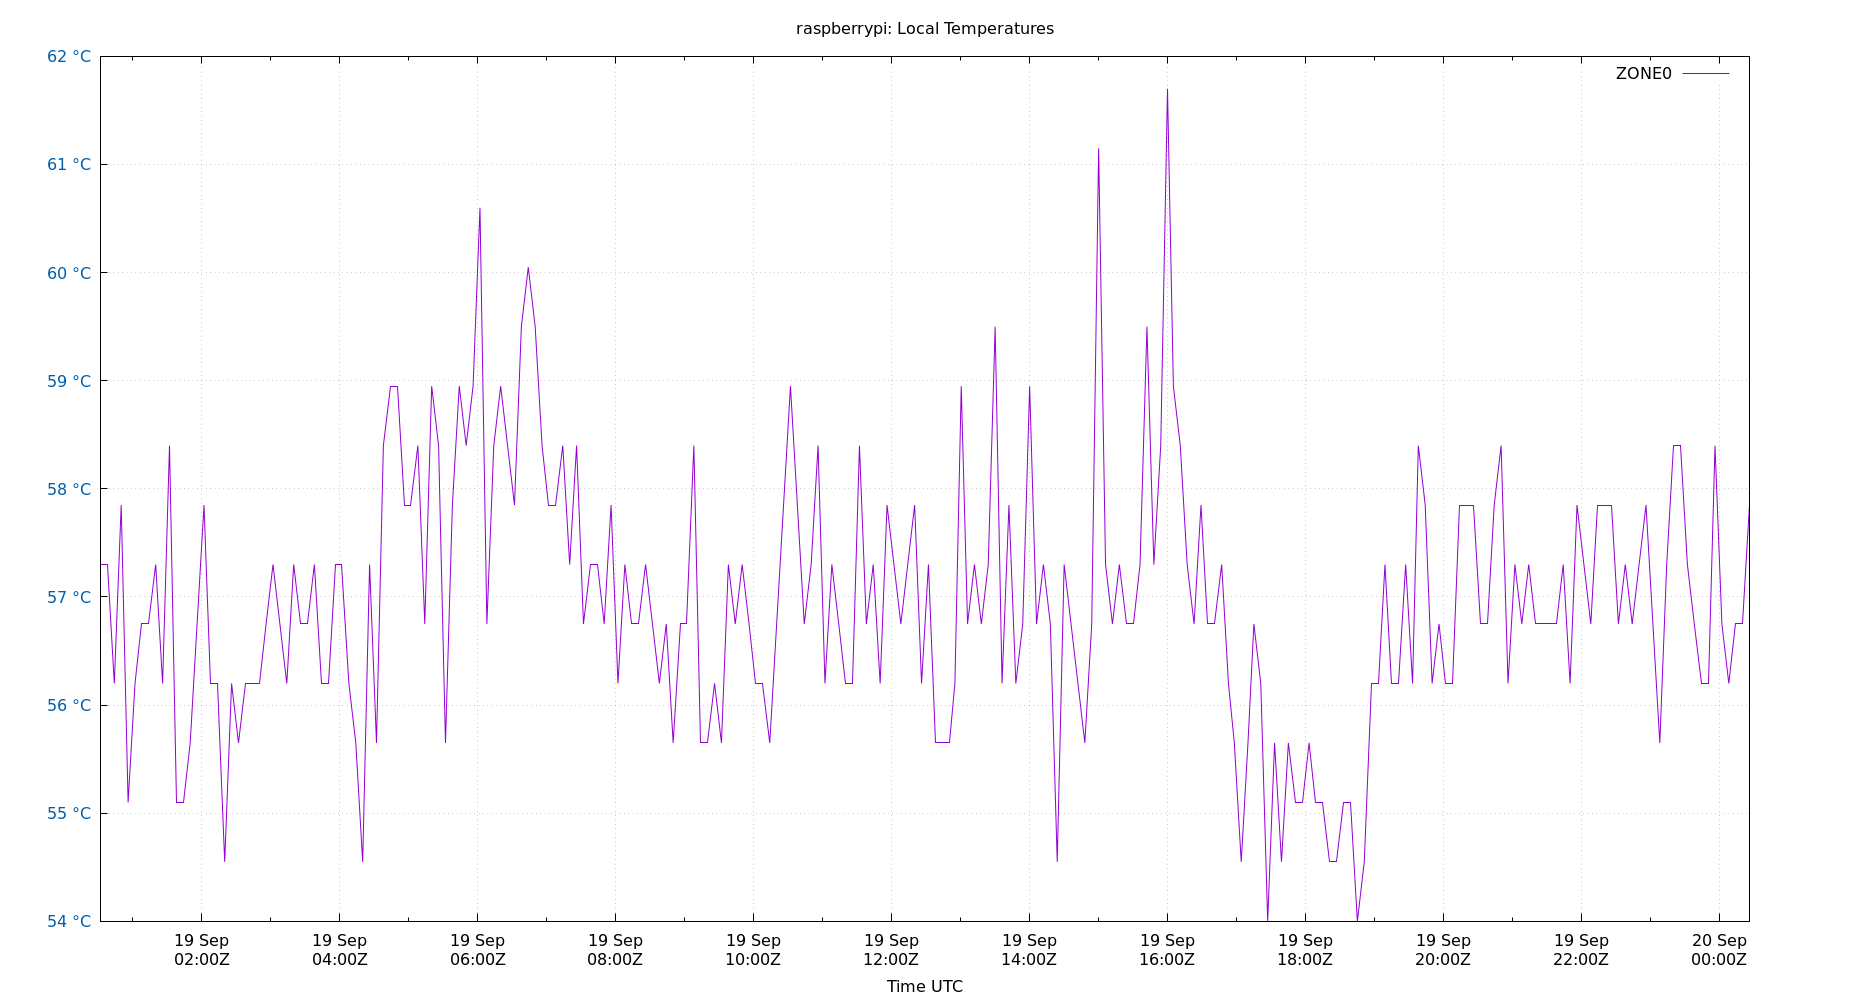 raspberrypi: Local Temperatures
62 °C
ZONE0
61 °C
60 °C
59 °C
58 °C
57 °C
56 °C
55 °C
54 °C
19 Sep 19 Sep 19 Sep 19 Sep 19 Sep 19 Sep 19 Sep 19 Sep 19 Sep 19 Sep 19 Sep 20 Sep
02:00Z 04:00Z 06:00Z 08:00Z 10:00Z 12:00Z 14:00Z 16:00Z 18:00Z 20:00Z 22:00Z 00:00Z
Time UTC